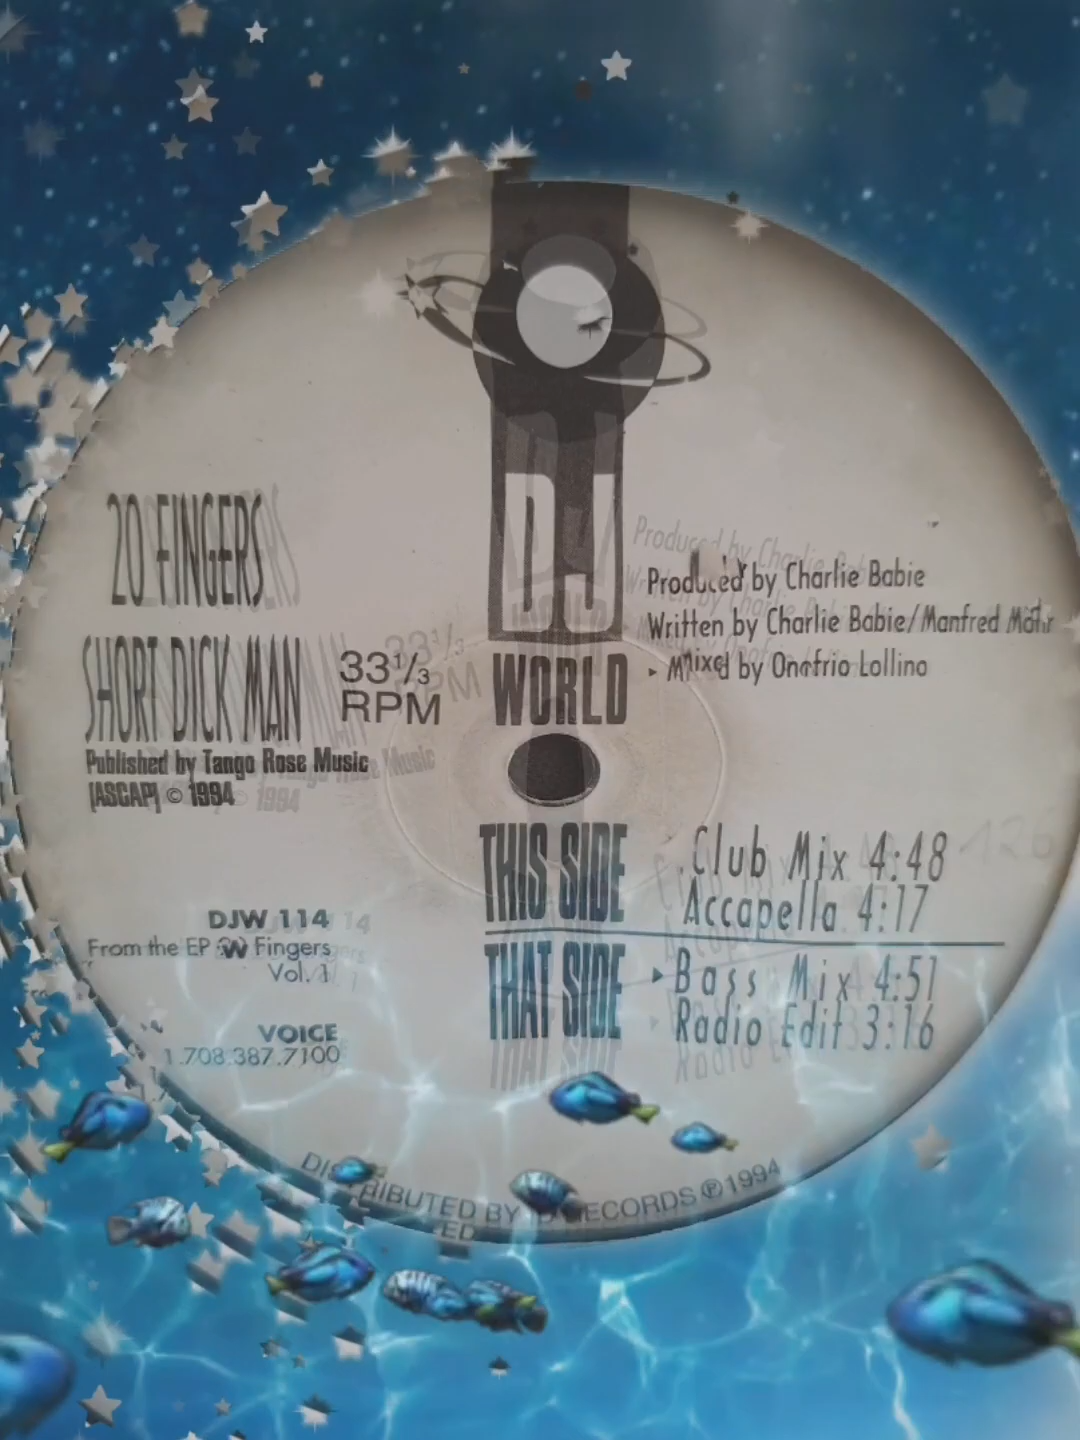 20 FINGERS
SHORT DICK MAN
33⅓
RPM
Published by Tango Rose Music
(ASCAP) © 1994
DJW 114
From the EP Fingers
Vol. 1
VOICE
1.708.387.7100
DJ
WORLD
Produced by Charlie Babie
Written by Charlie Babie/Manfred Mohr
Mixed by Onofrio Lollino
THIS SIDE
Club Mix 4:48
Accapella 4:17
THAT SIDE
Bass Mix 4:51
Radio Edit 3:16
DISTRIBUTED BY ID RECORDS ℗ 1994